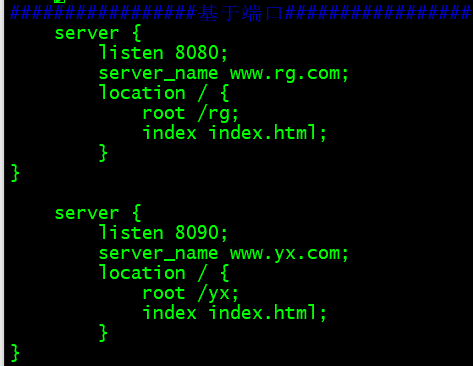 #################基于端口#################
    server {
        listen 8080;
        server_name www.rg.com;
        location / {
            root /rg;
            index index.html;
        }
}
    server {
        listen 8090;
        server_name www.yx.com;
        location / {
            root /yx;
            index index.html;
        }
}